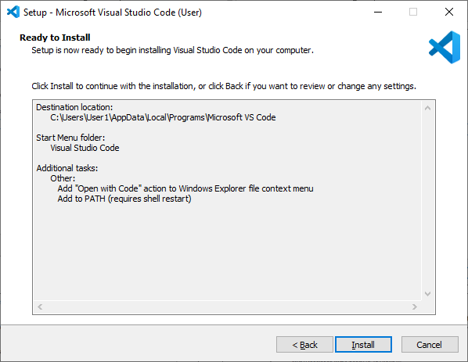 Setup - Microsoft Visual Studio Code (User)
Ready to Install
Setup is now ready to begin installing Visual Studio Code on your computer.
Click Install to continue with the installation, or click Back if you want to review or change any settings.
Destination location:
C:\Users\User1\AppData\Local\Programs\Microsoft VS Code
Start Menu folder:
Visual Studio Code
Additional tasks:
Other:
Add "Open with Code" action to Windows Explorer file context menu
Add to PATH (requires shell restart)
< Back
Install
Cancel